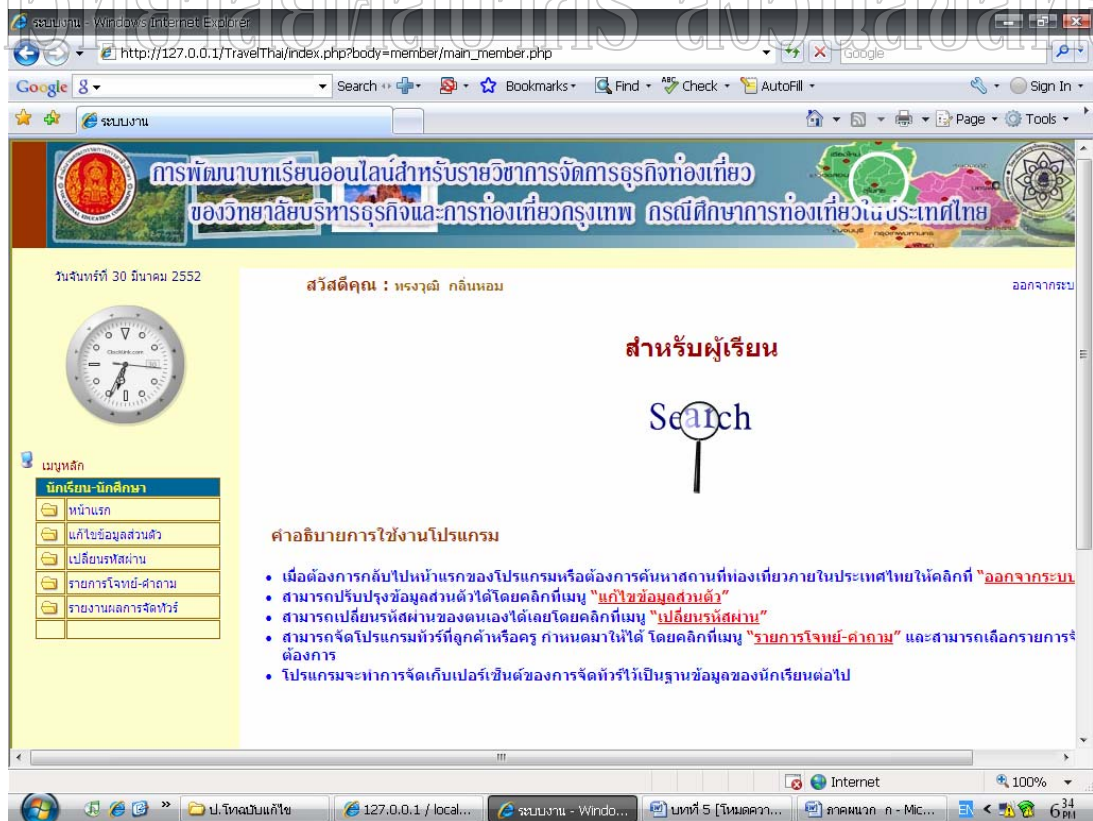 ระบบงาน - Windows Internet Explorer
http://127.0.0.1/TravelThai/index.php?body=member/main_member.php
Google
Google
Search
Bookmarks
Find
Check
AutoFill
Sign In
ระบบงาน
Page
Tools
การพัฒนาบทเรียนออนไลน์สำหรับรายวิชาการจัดการธุรกิจท่องเที่ยว
ของวิทยาลัยบริหารธุรกิจและการท่องเที่ยวกรุงเทพ กรณีศึกษาการท่องเที่ยวในประเทศไทย
วันจันทร์ที่ 30 มีนาคม 2552
สวัสดีคุณ : ทรงวุฒิ กลิ่นหอม
ออกจากระบ
สำหรับผู้เรียน
Search
เมนูหลัก
นักเรียน-นักศึกษา
หน้าแรก
แก้ไขข้อมูลส่วนตัว
เปลี่ยนรหัสผ่าน
รายการโจทย์-คำถาม
รายงานผลการจัดทัวร์
คำอธิบายการใช้งานโปรแกรม
เมื่อต้องการกลับไปหน้าแรกของโปรแกรมหรือต้องการค้นหาสถานที่ท่องเที่ยวภายในประเทศไทยให้คลิกที่ "ออกจากระบบ
สามารถปรับปรุงข้อมูลส่วนตัวได้โดยคลิกที่เมนู "แก้ไขข้อมูลส่วนตัว"
สามารถเปลี่ยนรหัสผ่านของตนเองได้เลยโดยคลิกที่เมนู "เปลี่ยนรหัสผ่าน"
สามารถจัดโปรแกรมทัวร์ที่ลูกค้าหรือครู กำหนดมาให้ได้ โดยคลิกที่เมนู "รายการโจทย์-คำถาม" และสามารถเลือกรายการจั
ต้องการ
โปรแกรมจะทำการจัดเก็บเปอร์เซ็นต์ของการจัดทัวร์ไว้เป็นฐานข้อมูลของนักเรียนต่อไป
Internet
100%
ป.โทฉบับแก้ไข
127.0.0.1 / local...
ระบบงาน - Windo...
บทที่ 5 [โหมดควา...
ภาคผนวก ก - Mic...
EN
6 34 PM